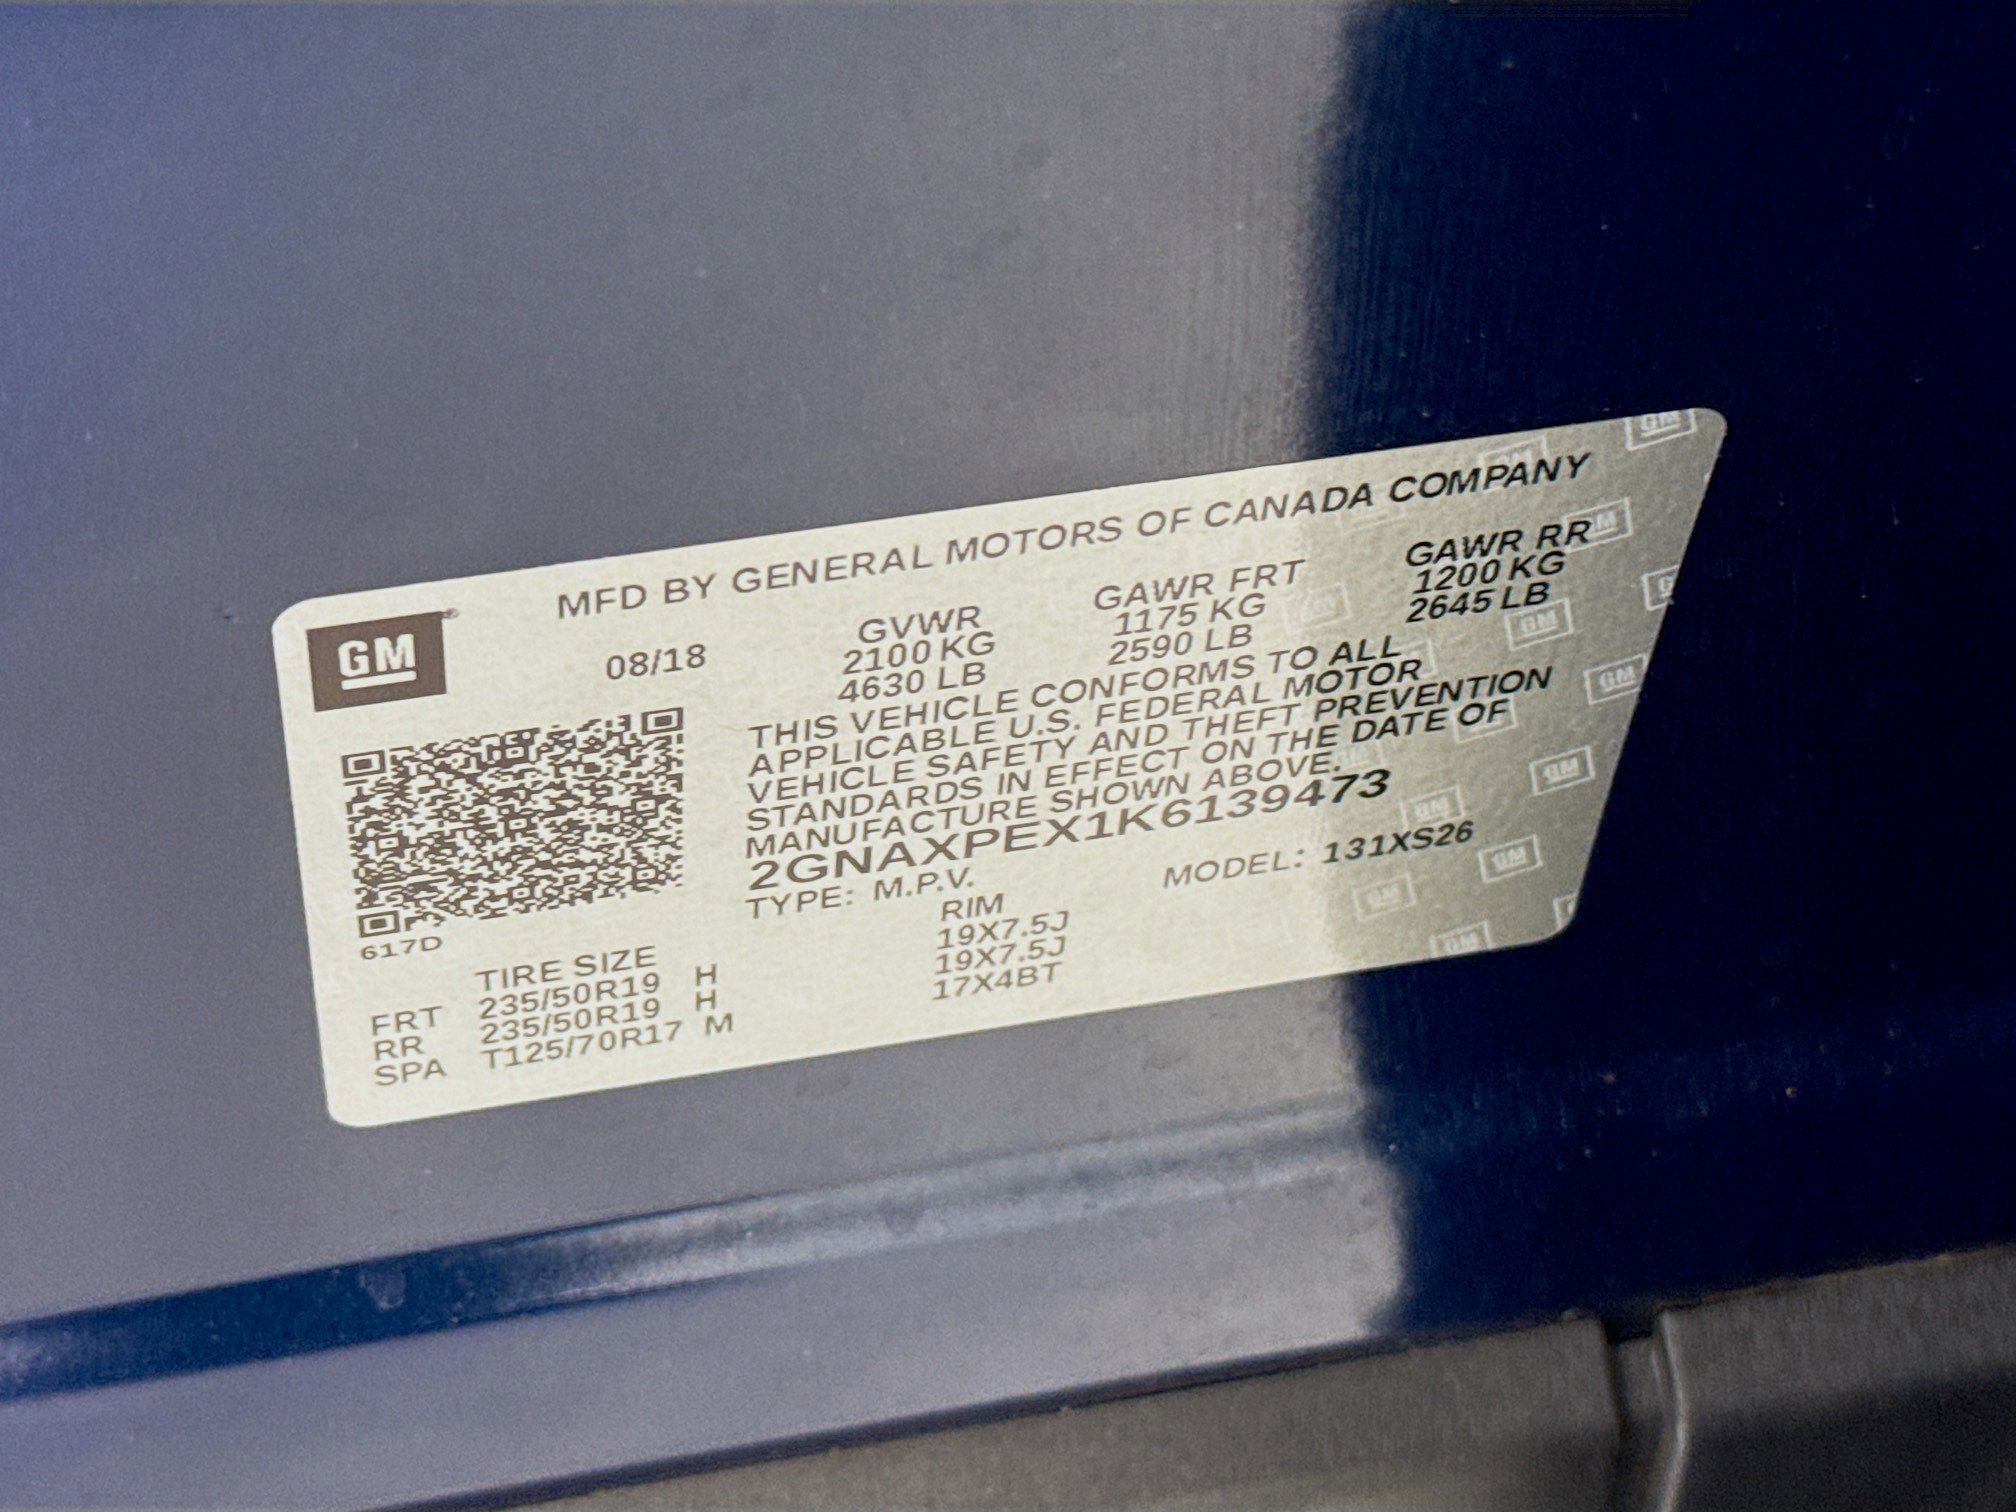 MFD BY GENERAL MOTORS OF CANADA COMPANY
GM
08/18
GVWR GAWR FRT GAWR RR
2100 KG 1175 KG 1200 KG
4630 LB 2590 LB 2645 LB
THIS VEHICLE CONFORMS TO ALL
APPLICABLE U.S. FEDERAL MOTOR
VEHICLE SAFETY AND THEFT PREVENTION
STANDARDS IN EFFECT ON THE DATE OF
MANUFACTURE SHOWN ABOVE.
2GNAXPEX1K6139473
TYPE: M.P.V. MODEL: 131XS26
617D
TIRE SIZE RIM
FRT 235/50R19 H 19X7.5J
RR 235/50R19 H 19X7.5J
SPA T125/70R17 M 17X4BT